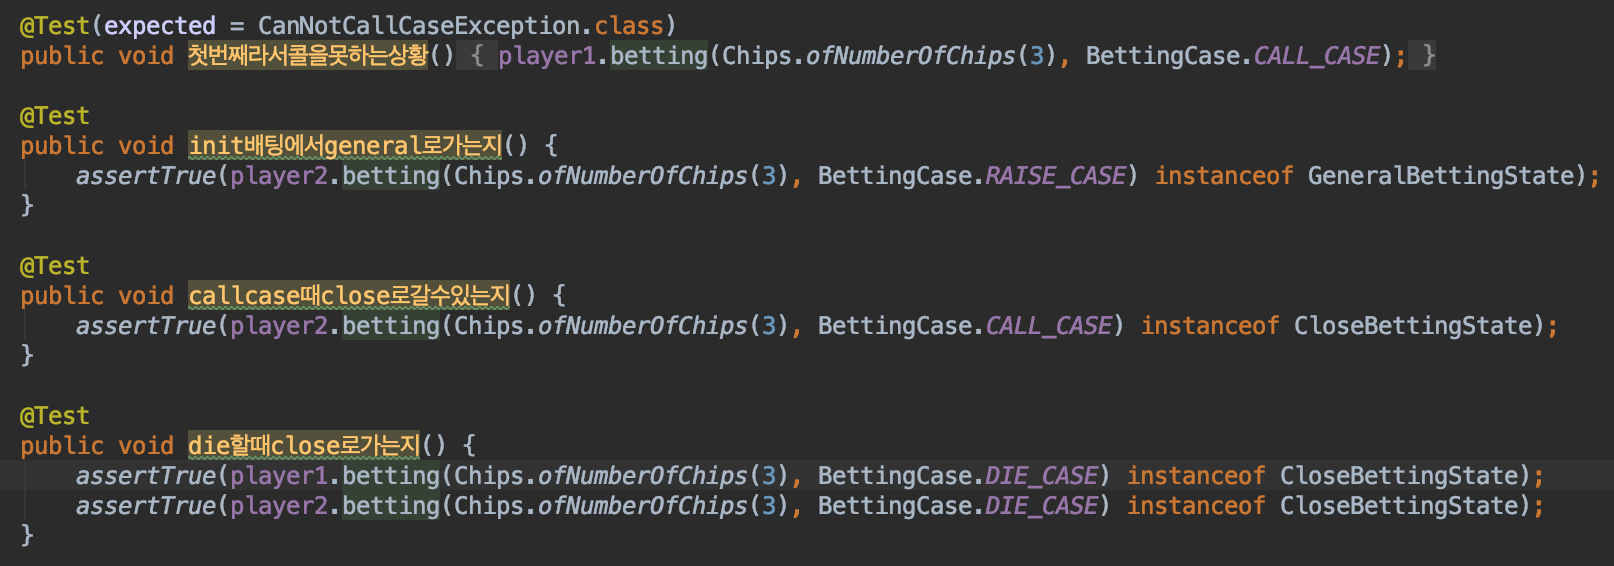 @Test(expected = CanNotCallCaseException.class)
public void 첫번째라서콜을못하는상황() { player1.betting(Chips.ofNumberOfChips(3), BettingCase.CALL_CASE); }
@Test
public void init배팅에서general로가는지() {
assertTrue(player2.betting(Chips.ofNumberOfChips(3), BettingCase.RAISE_CASE) instanceof GeneralBettingState);
}
@Test
public void callcase때close로갈수있는지() {
assertTrue(player2.betting(Chips.ofNumberOfChips(3), BettingCase.CALL_CASE) instanceof CloseBettingState);
}
@Test
public void die할때close로가는지() {
assertTrue(player1.betting(Chips.ofNumberOfChips(3), BettingCase.DIE_CASE) instanceof CloseBettingState);
assertTrue(player2.betting(Chips.ofNumberOfChips(3), BettingCase.DIE_CASE) instanceof CloseBettingState);
}